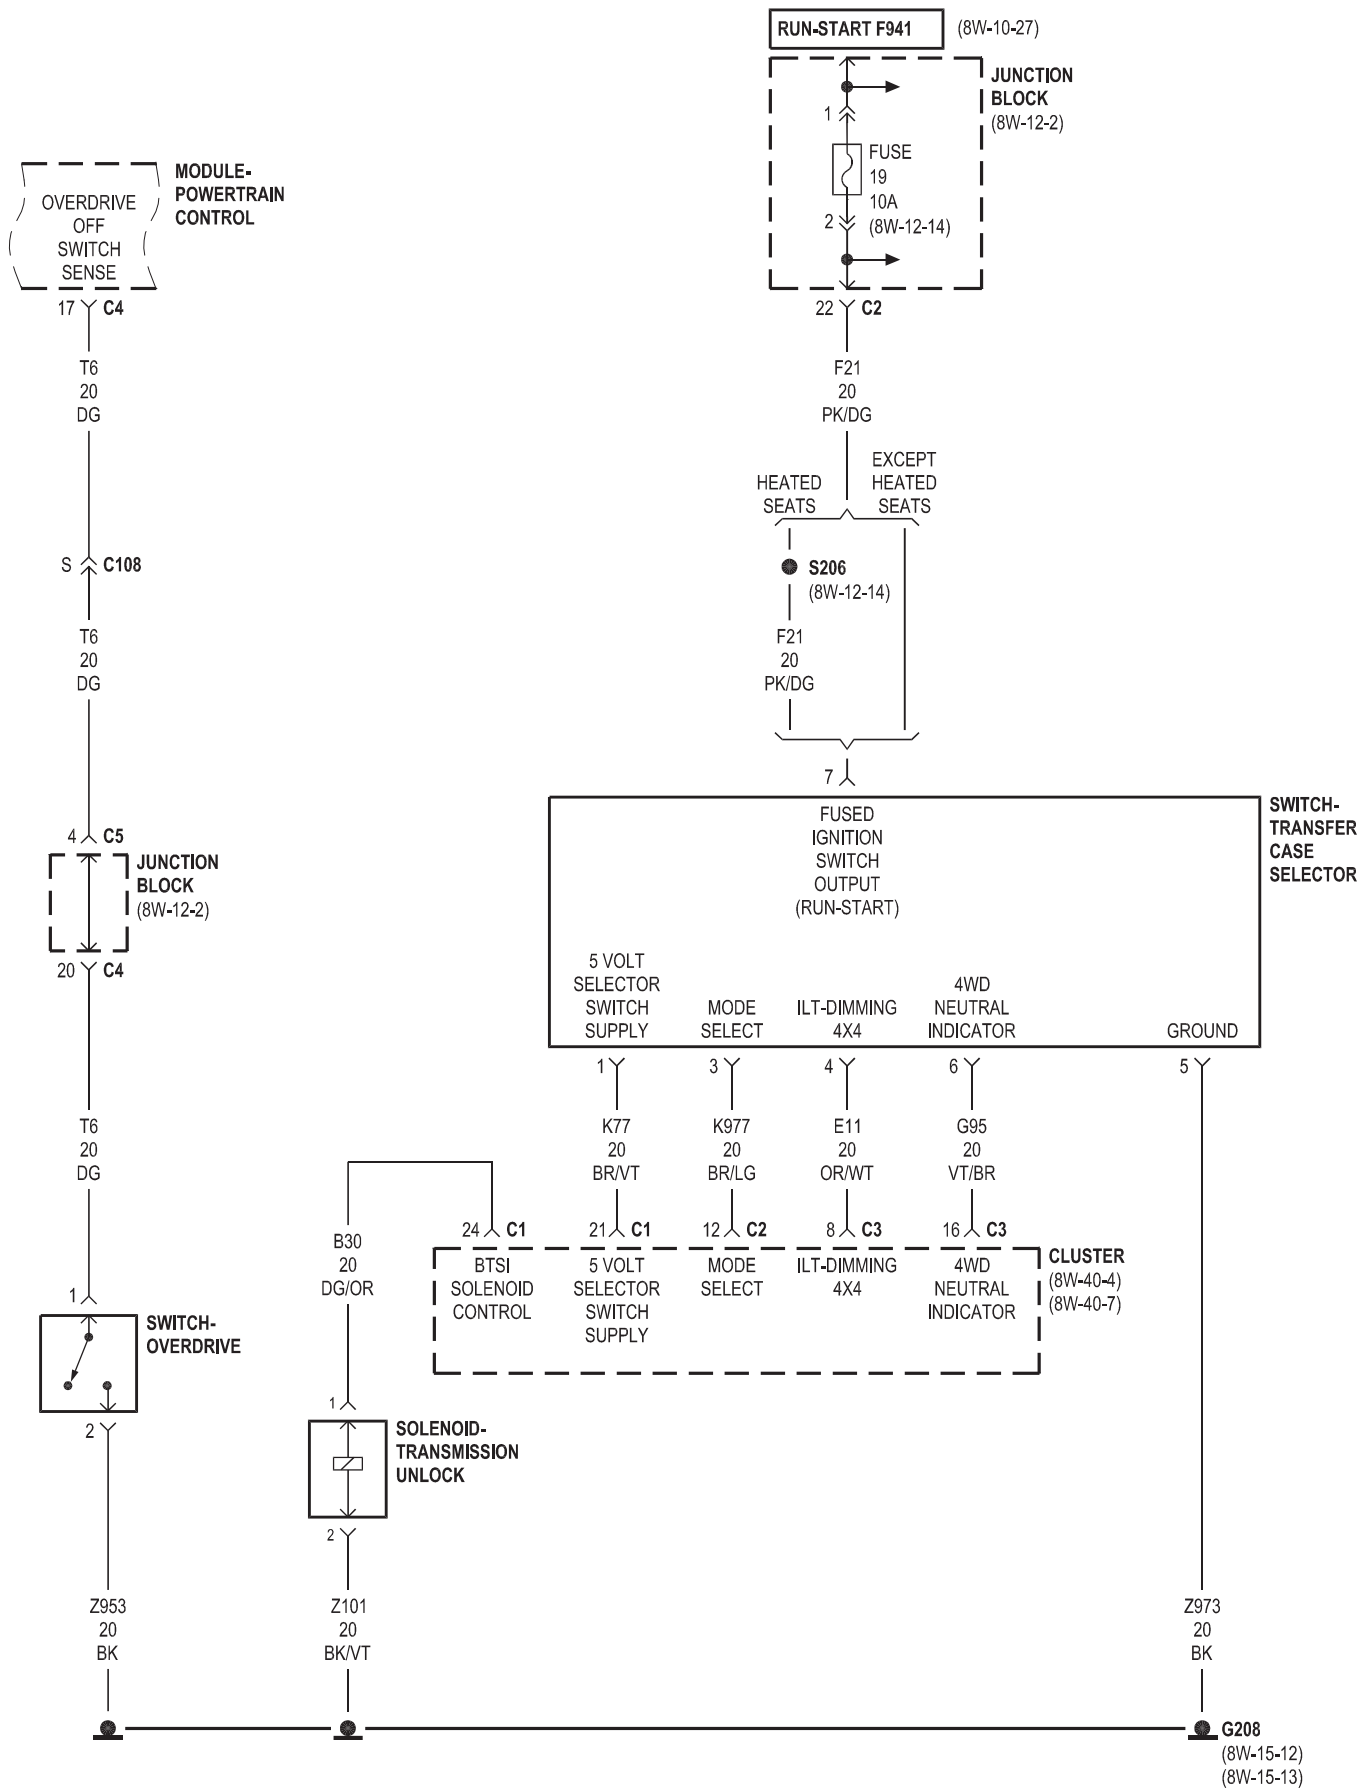 RUN-START F941 (8W-10-27)
JUNCTION
BLOCK
(8W-12-2)
1
FUSE
19
10A
(8W-12-14)
2
22 C2
F21
20
PK/DG
HEATED
SEATS
EXCEPT
HEATED
SEATS
S206
(8W-12-14)
F21
20
PK/DG
7
MODULE-
POWERTRAIN
CONTROL
OVERDRIVE
OFF
SWITCH
SENSE
17 C4
T6
20
DG
S C108
T6
20
DG
4 C5
JUNCTION
BLOCK
(8W-12-2)
20 C4
T6
20
DG
1
SWITCH-
OVERDRIVE
2
Z953
20
BK
SWITCH-
TRANSFER
CASE
SELECTOR
FUSED
IGNITION
SWITCH
OUTPUT
(RUN-START)
5 VOLT
SELECTOR
SWITCH
SUPPLY
MODE
SELECT
ILT-DIMMING
4X4
4WD
NEUTRAL
INDICATOR
GROUND
1 3 4 6 5
K77
20
BR/VT
K977
20
BR/LG
E11
20
OR/WT
G95
20
VT/BR
24 C1 21 C1 12 C2 8 C3 16 C3
CLUSTER
(8W-40-4)
(8W-40-7)
BTSI
SOLENOID
CONTROL
5 VOLT
SELECTOR
SWITCH
SUPPLY
MODE
SELECT
ILT-DIMMING
4X4
4WD
NEUTRAL
INDICATOR
B30
20
DG/OR
1
SOLENOID-
TRANSMISSION
UNLOCK
2
Z101
20
BK/VT
Z973
20
BK
G208
(8W-15-12)
(8W-15-13)